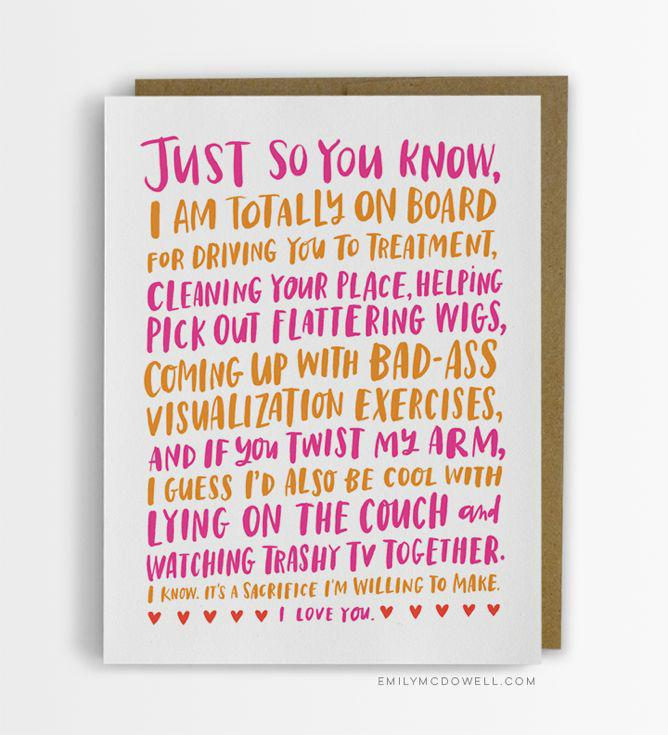 JUST SO YOU KNOW,
I AM TOTALLY ON BOARD
FOR DRIVING YOU TO TREATMENT,
CLEANING YOUR PLACE, HELPING
PICK OUT FLATTERING WIGS,
COMING UP WITH BAD-ASS
VISUALIZATION EXERCISES,
AND IF YOU TWIST MY ARM,
I GUESS I'D ALSO BE COOL WITH
LYING ON THE COUCH and
WATCHING TRASHY TV TOGETHER.
I KNOW. IT'S A SACRIFICE I'M WILLING TO MAKE.
I LOVE YOU.
EMILYMCDOWELL.COM